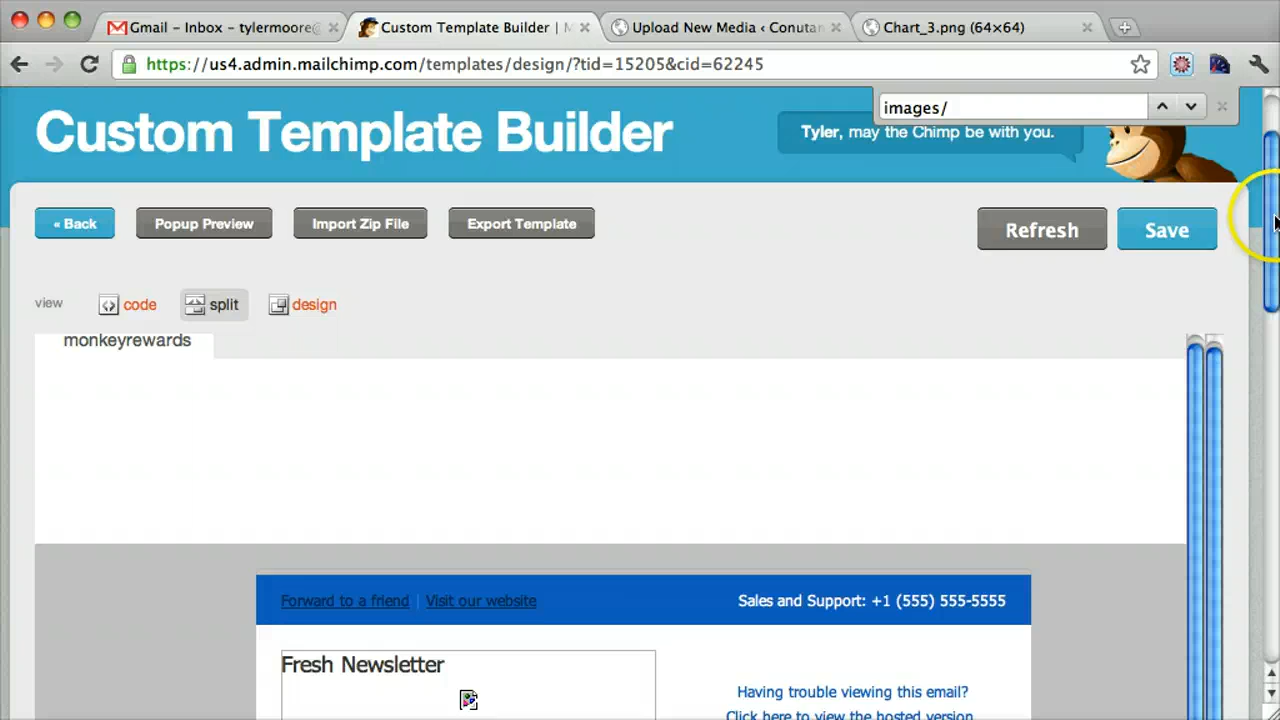 Gmail – Inbox – tylermoore@
Custom Template Builder | M
Upload New Media ‹ Conutan
Chart_3.png (64×64)
https://us4.admin.mailchimp.com/templates/design/?tid=15205&cid=62245
images/
Custom Template Builder
Tyler, may the Chimp be with you.
« Back
Popup Preview
Import Zip File
Export Template
Refresh
Save
view
code
split
design
monkeyrewards
Forward to a friend | Visit our website
Sales and Support: +1 (555) 555-5555
Fresh Newsletter
Having trouble viewing this email?
Click here to view the hosted version.